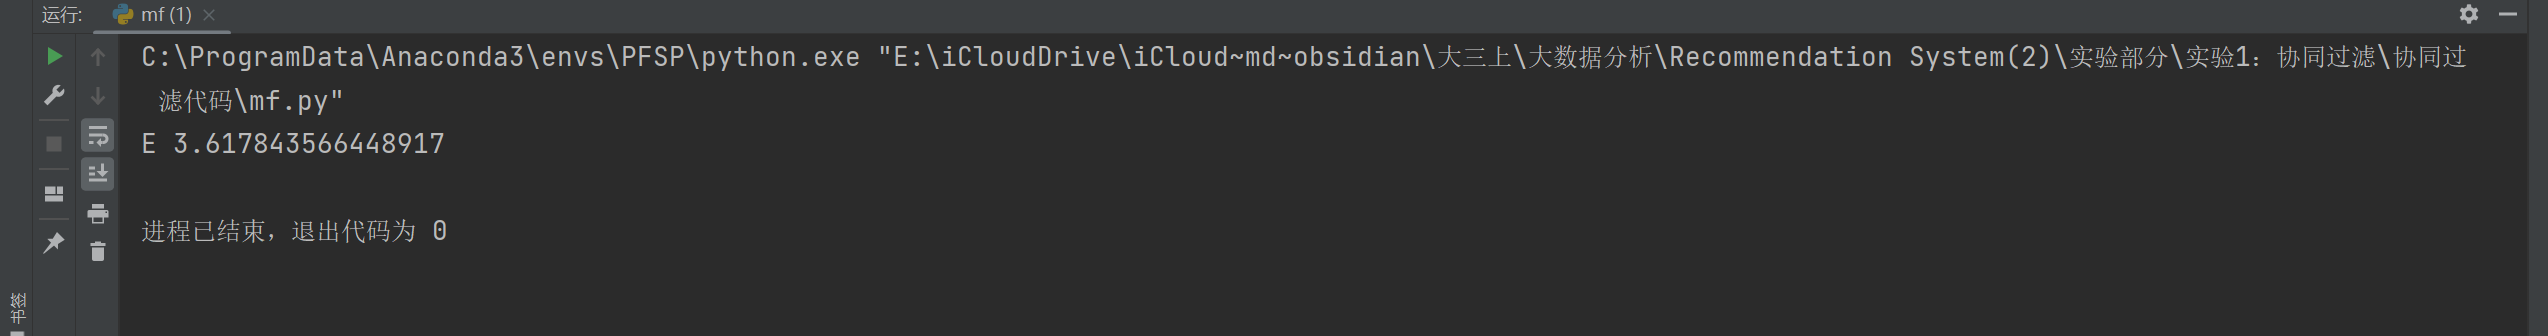 运行:
mf (1)
C:\ProgramData\Anaconda3\envs\PFSP\python.exe "E:\iCloudDrive\iCloud~md~obsidian\大三上\大数据分析\Recommendation System(2)\实验部分\实验1：协同过滤\协同过
滤代码\mf.py"
E 3.617843566448917
进程已结束，退出代码为 0
书签